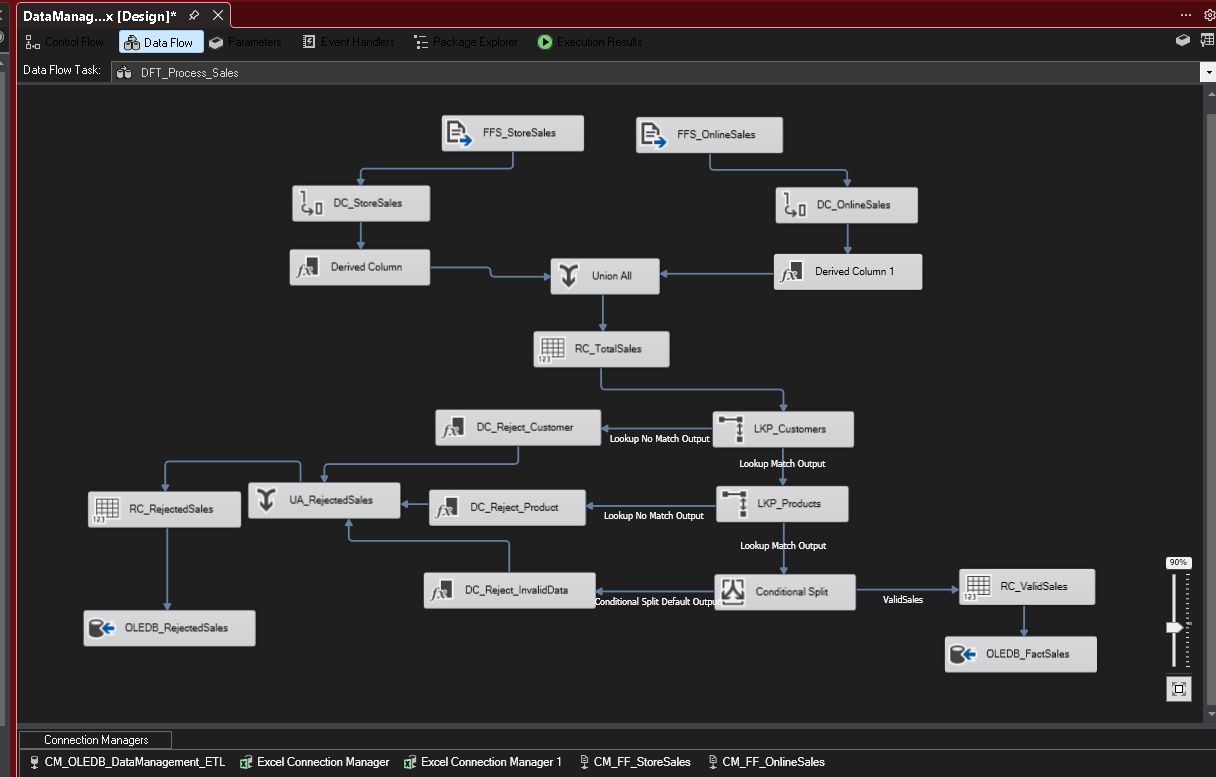 DataManag...x [Design]*
Control Flow Data Flow Parameters Event Handlers Package Explorer Execution Results
Data Flow Task: DFT_Process_Sales
FFS_StoreSales
FFS_OnlineSales
DC_StoreSales
DC_OnlineSales
Derived Column
Union All
Derived Column 1
RC_TotalSales
DC_Reject_Customer
Lookup No Match Output
LKP_Customers
Lookup Match Output
RC_RejectedSales
UA_RejectedSales
DC_Reject_Product
Lookup No Match Output
LKP_Products
Lookup Match Output
DC_Reject_InvalidData
Conditional Split Default Outpu
Conditional Split
ValidSales
RC_ValidSales
90%
OLEDB_RejectedSales
OLEDB_FactSales
Connection Managers
CM_OLEDB_DataManagement_ETL Excel Connection Manager Excel Connection Manager 1 CM_FF_StoreSales CM_FF_OnlineSales